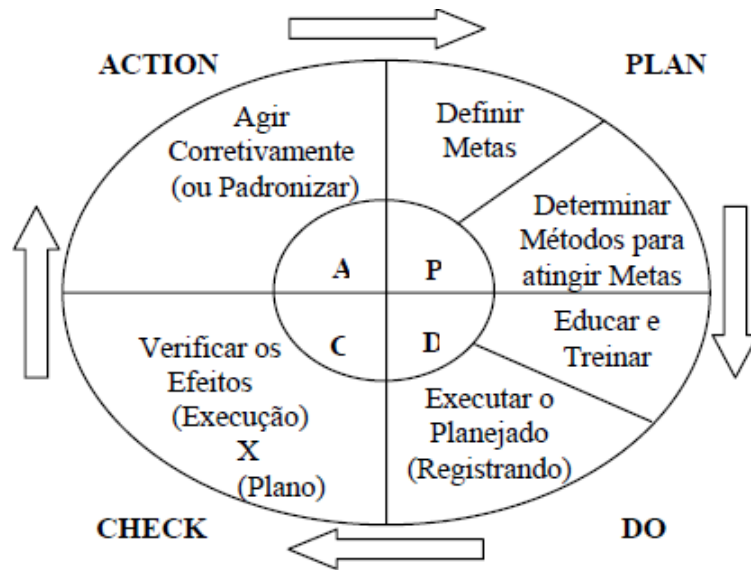 ACTION
PLAN
Agir
Corretivamente
(ou Padronizar)
Definir
Metas
Determinar
Métodos para
atingir Metas
A
P
C
D
Verificar os
Efeitos
(Execução)
X
(Plano)
Educar e
Treinar
Executar o
Planejado
(Registrando)
CHECK
DO